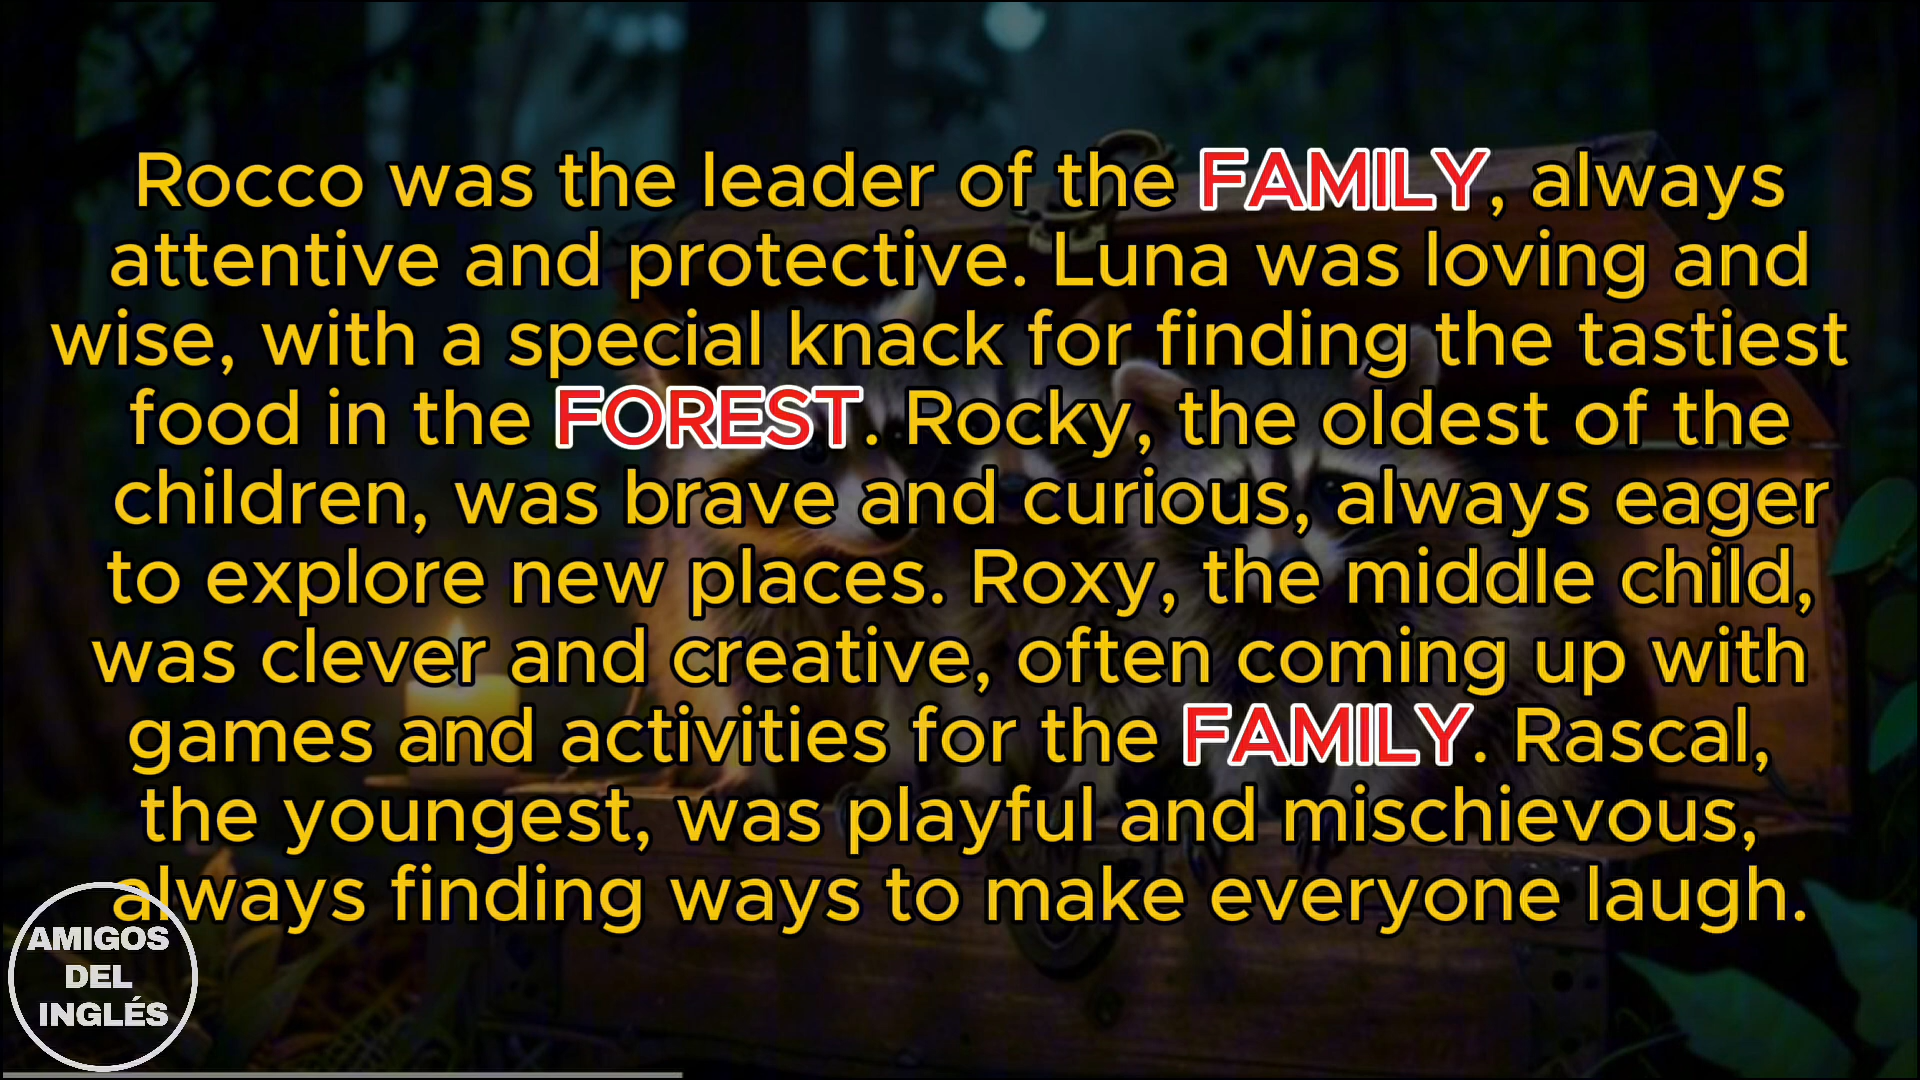 Rocco was the leader of the FAMILY, always
attentive and protective. Luna was loving and
wise, with a special knack for finding the tastiest
food in the FOREST. Rocky, the oldest of the
children, was brave and curious, always eager
to explore new places. Roxy, the middle child,
was clever and creative, often coming up with
games and activities for the FAMILY. Rascal,
the youngest, was playful and mischievous,
always finding ways to make everyone laugh.
AMIGOS
DEL
INGLÉS